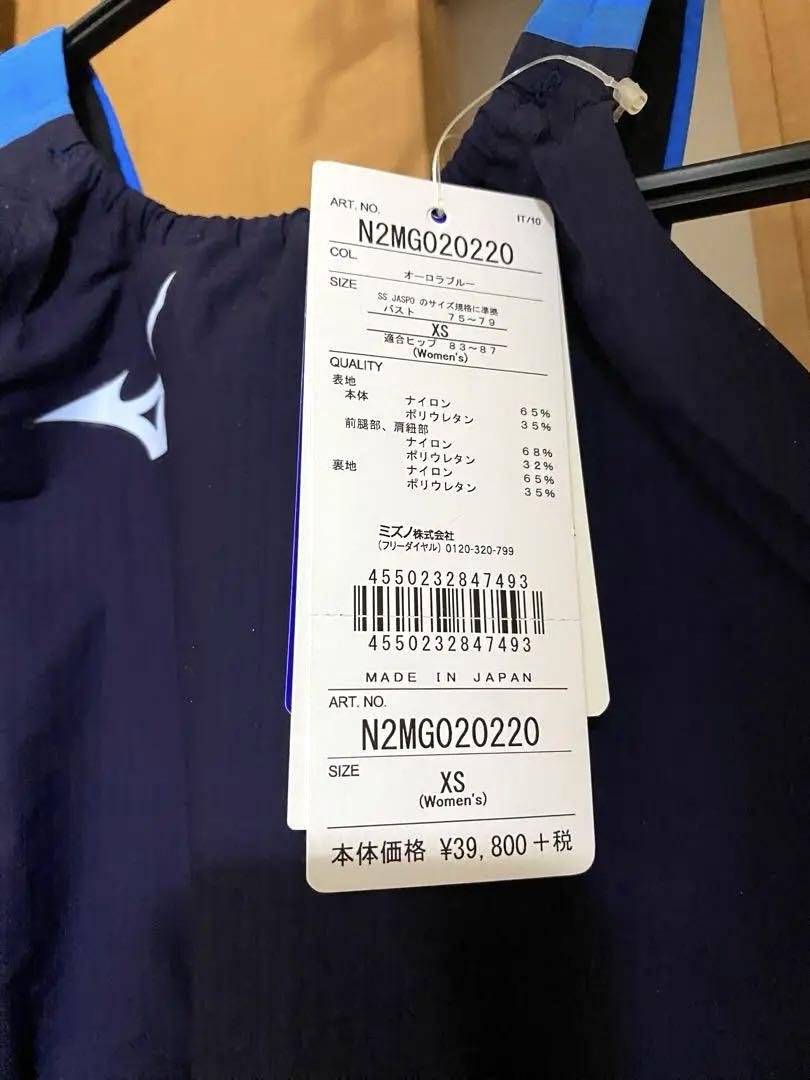 ART. NO.
IT/10
N2MG020220
COL.
オーロラブルー
SIZE
SS JASPO のサイズ規格に準拠
バスト 75~79
XS
適合ヒップ 83~87
(Women's)
QUALITY
表地
本体 ナイロン 65%
ポリウレタン 35%
前腿部、肩紐部
ナイロン 68%
ポリウレタン 32%
裏地 ナイロン 65%
ポリウレタン 35%
ミズノ株式会社
(フリーダイヤル) 0120-320-799
4550232847493
4550232847493
MADE IN JAPAN
ART. NO.
N2MG020220
SIZE
XS
(Women's)
本体価格 ¥39,800+税